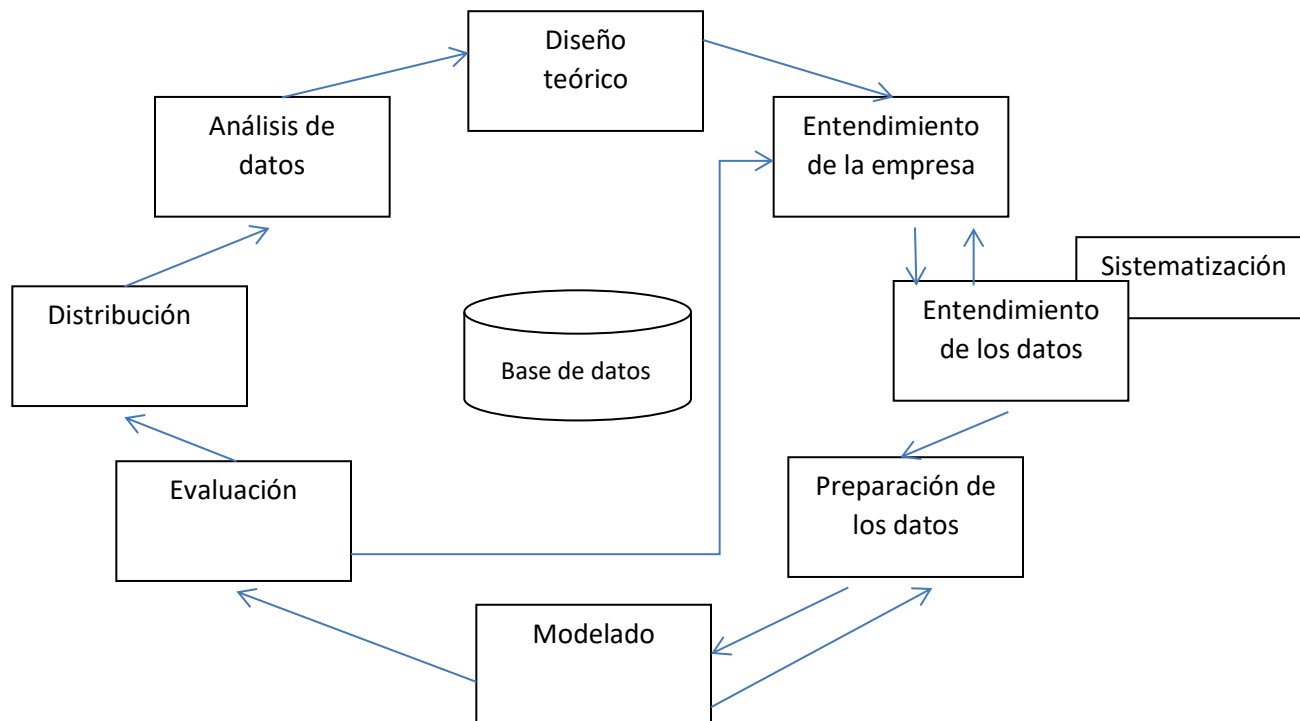 Diseño
teórico
Análisis de
datos
Entendimiento
de la empresa
Sistematización
Entendimiento
de los datos
Distribución
Base de datos
Evaluación
Preparación de
los datos
Modelado